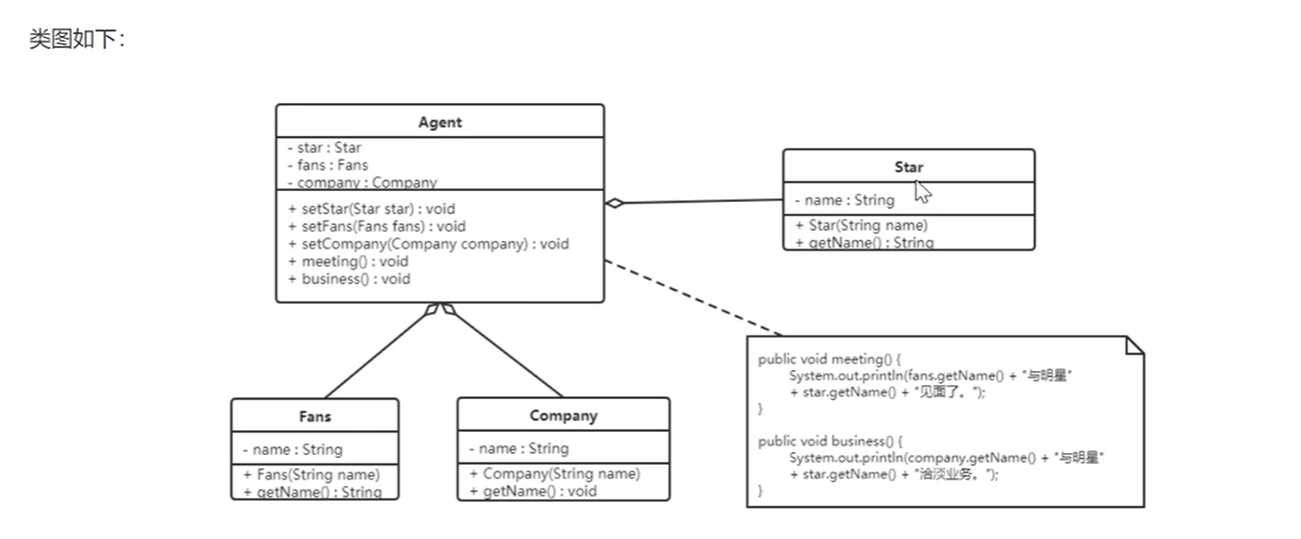 类图如下：
Agent
- star : Star
- fans : Fans
- company : Company
+ setStar(Star star) : void
+ setFans(Fans fans) : void
+ setCompany(Company company) : void
+ meeting() : void
+ business() : void
Star
- name : String
+ Star(String name)
+ getName() : String
Fans
- name : String
+ Fans(String name)
+ getName() : String
Company
- name : String
+ Company(String name)
+ getName() : void
public void meeting() {
System.out.println(fans.getName() + "与明星"
+ star.getName() + "见面了。");
}
public void business() {
System.out.println(company.getName() + "与明星"
+ star.getName() + "洽淡业务。");
}